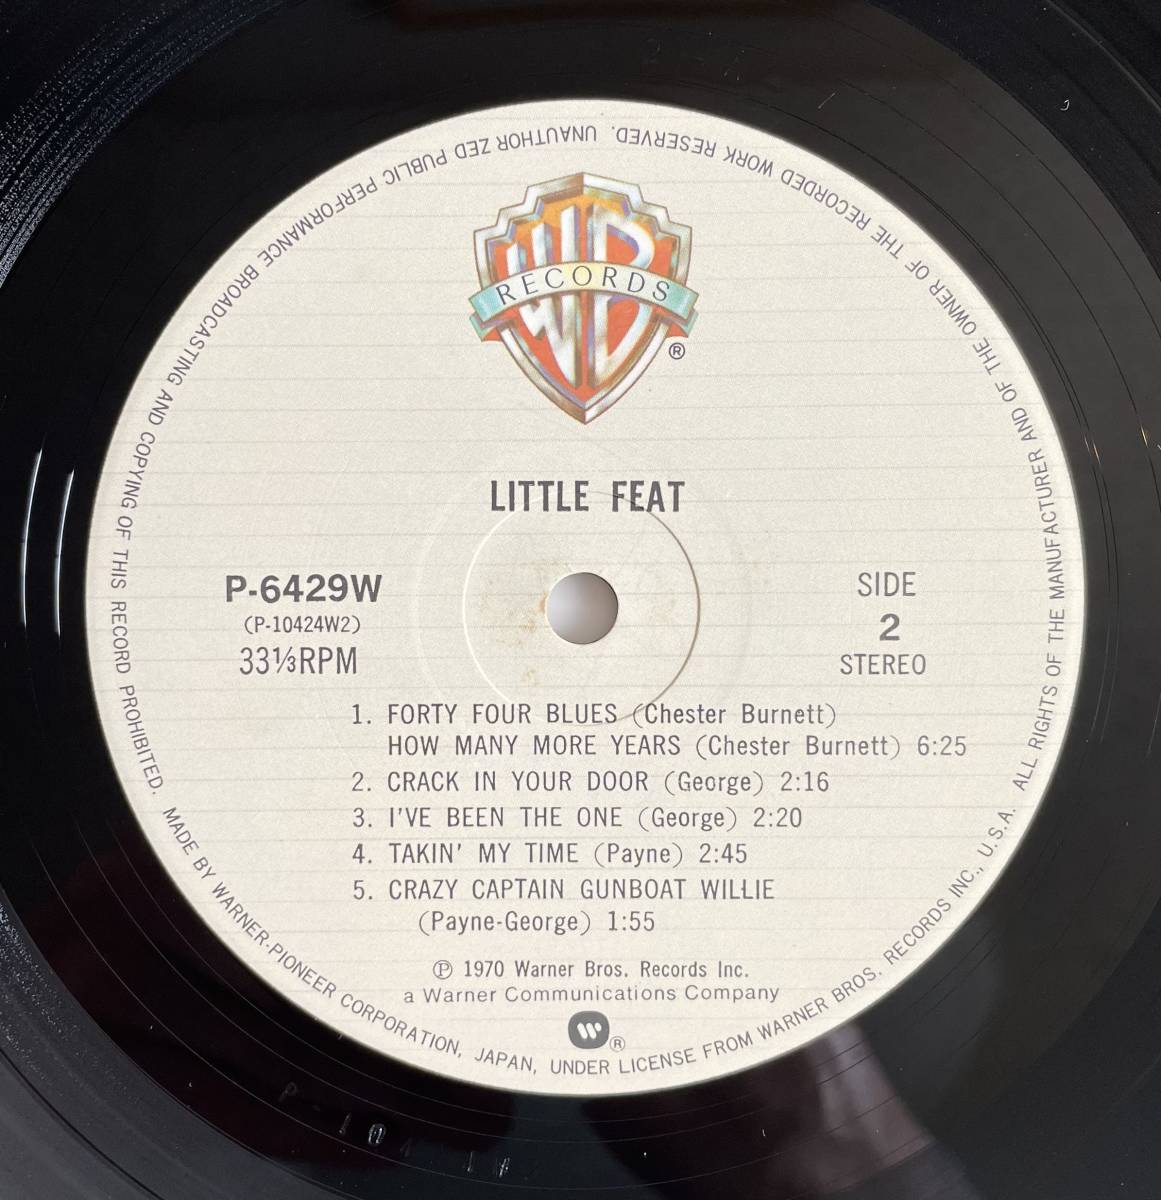 WB
RECORDS
®
LITTLE FEAT
P-6429W
(P-10424W2)
33⅓RPM
SIDE
2
STEREO
1. FORTY FOUR BLUES (Chester Burnett)
HOW MANY MORE YEARS (Chester Burnett) 6:25
2. CRACK IN YOUR DOOR (George) 2:16
3. I'VE BEEN THE ONE (George) 2:20
4. TAKIN' MY TIME (Payne) 2:45
5. CRAZY CAPTAIN GUNBOAT WILLIE
(Payne-George) 1:55
Ⓟ 1970 Warner Bros. Records Inc.
a Warner Communications Company
®
MADE BY WARNER-PIONEER CORPORATION, JAPAN, UNDER LICENSE FROM WARNER BROS. RECORDS INC., U.S.A. ALL RIGHTS OF THE MANUFACTURER AND OF THE OWNER OF THE RECORDED WORK RESERVED. UNAUTHOR ZED PUBLIC PERFORMANCE BROADCASTING AND COPYING OF THIS RECORD PROHIBITED.